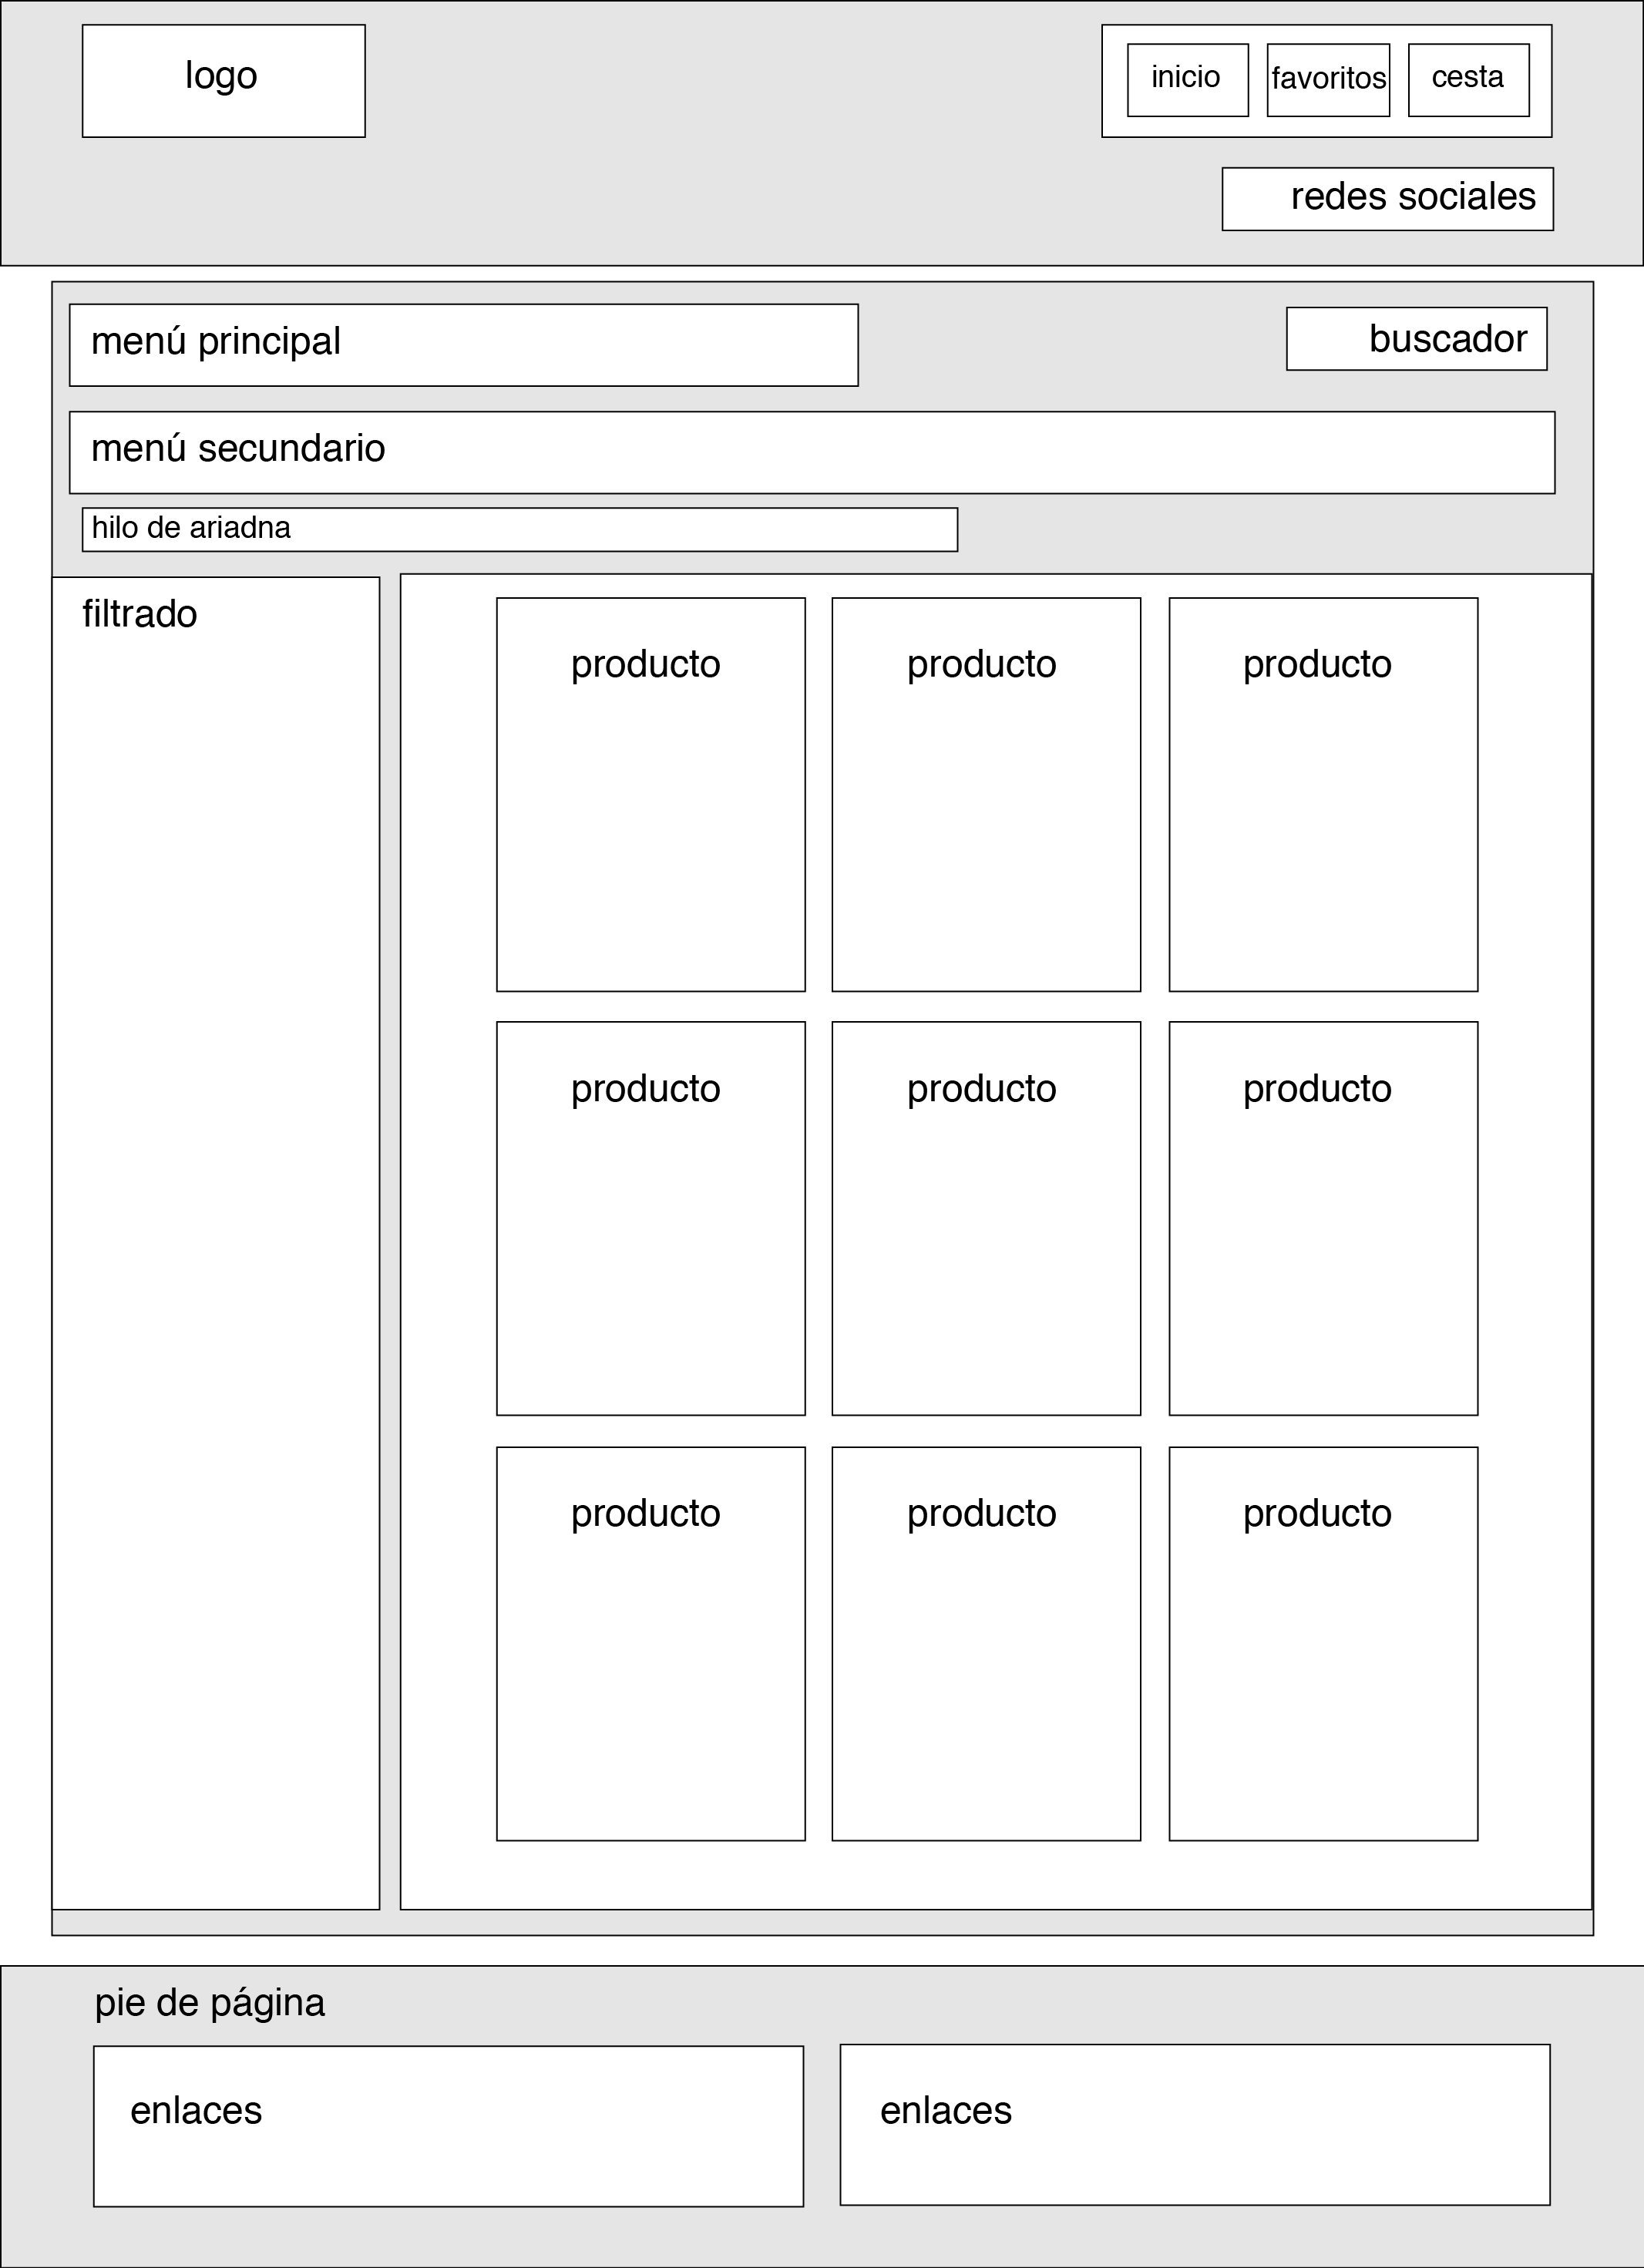 logo
inicio
favoritos
cesta
redes sociales
menú principal
buscador
menú secundario
hilo de ariadna
filtrado
producto
producto
producto
producto
producto
producto
producto
producto
producto
pie de página
enlaces
enlaces